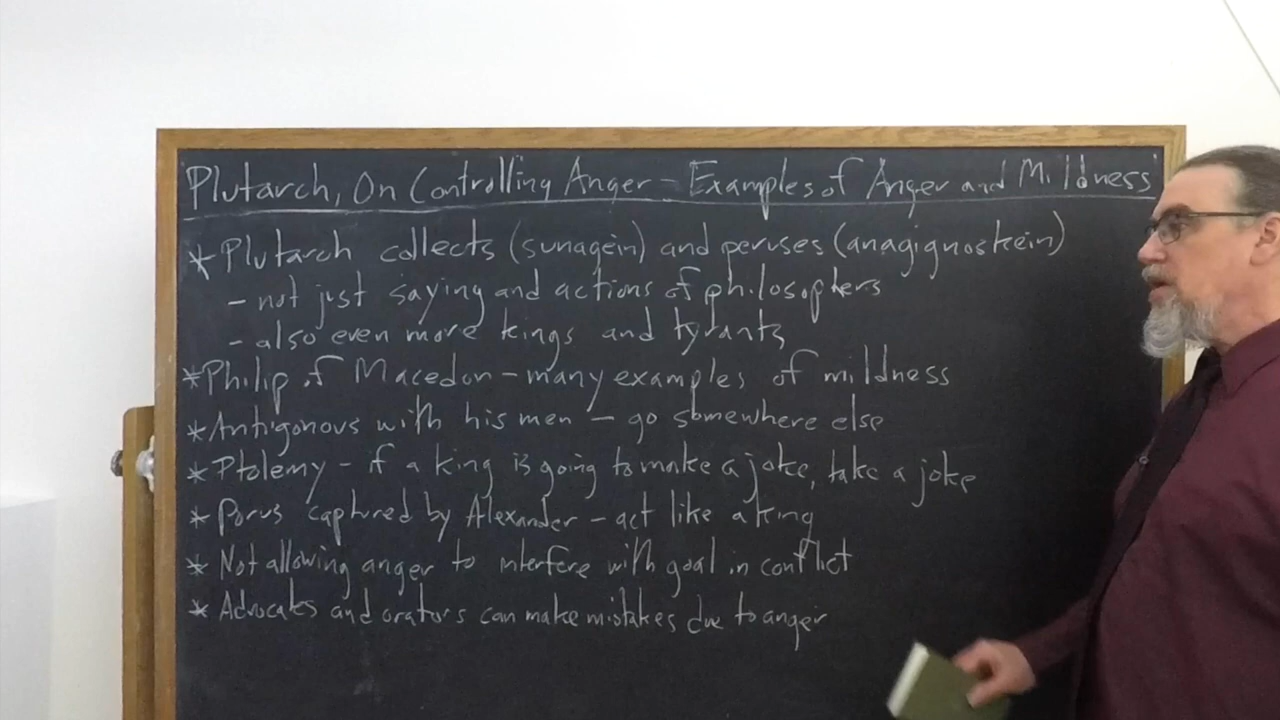 Plutarch, On Controlling Anger - Examples of Anger and Mildness
* Plutarch collects (sunagein) and peruses (anagignoskein)
- not just saying and actions of philosophers
- also even more kings and tyrants
* Philip of Macedon - many examples of mildness
* Antigonous with his men - go somewhere else
* Ptolemy - if a king is going to make a joke, take a joke
* Porus captured by Alexander - act like a king
* Not allowing anger to interfere with goal in conflict
* Advocates and orators can make mistakes due to anger